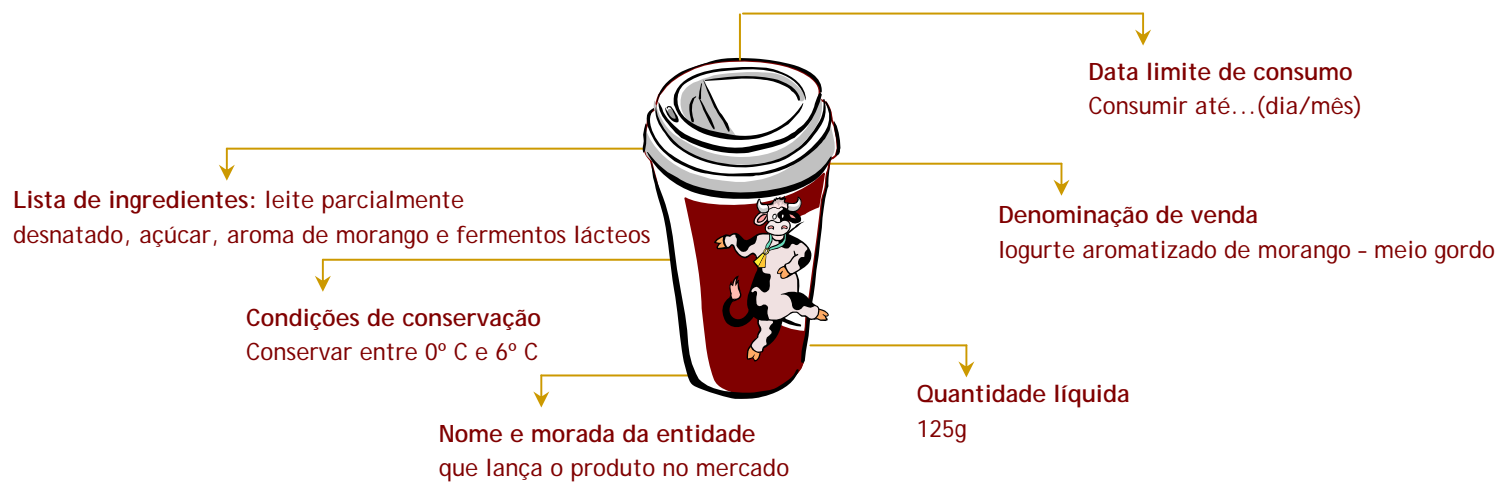 Data limite de consumo
Consumir até...(dia/mês)
Lista de ingredientes: leite parcialmente
desnatado, açúcar, aroma de morango e fermentos lácteos
Denominação de venda
Iogurte aromatizado de morango – meio gordo
Condições de conservação
Conservar entre 0º C e 6º C
Quantidade líquida
125g
Nome e morada da entidade
que lança o produto no mercado